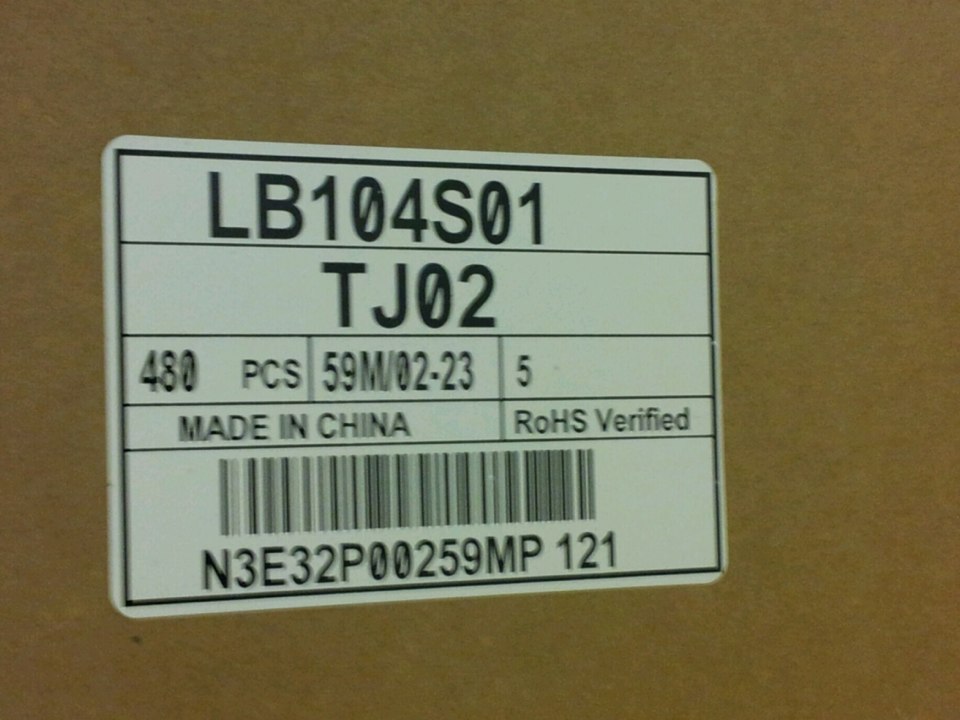 LB104S01
TJ02
480 PCS 59M/02-23 5
MADE IN CHINA RoHS Verified
N3E32P00259MP 121